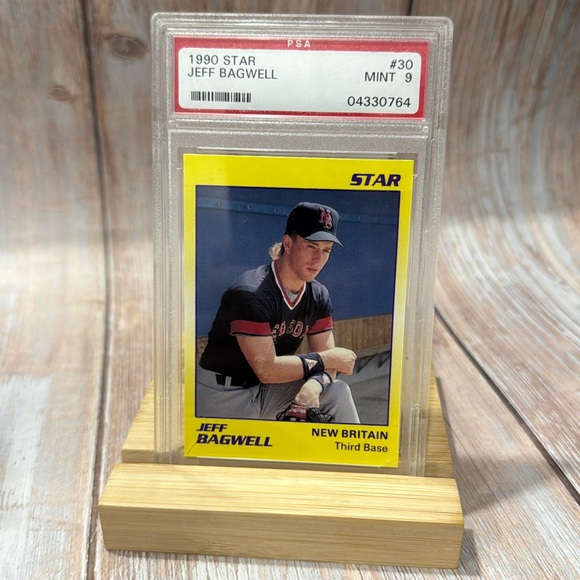 PSA
1990 STAR #30
JEFF BAGWELL MINT 9
04330764
STAR
JEFF NEW BRITAIN
BAGWELL Third Base